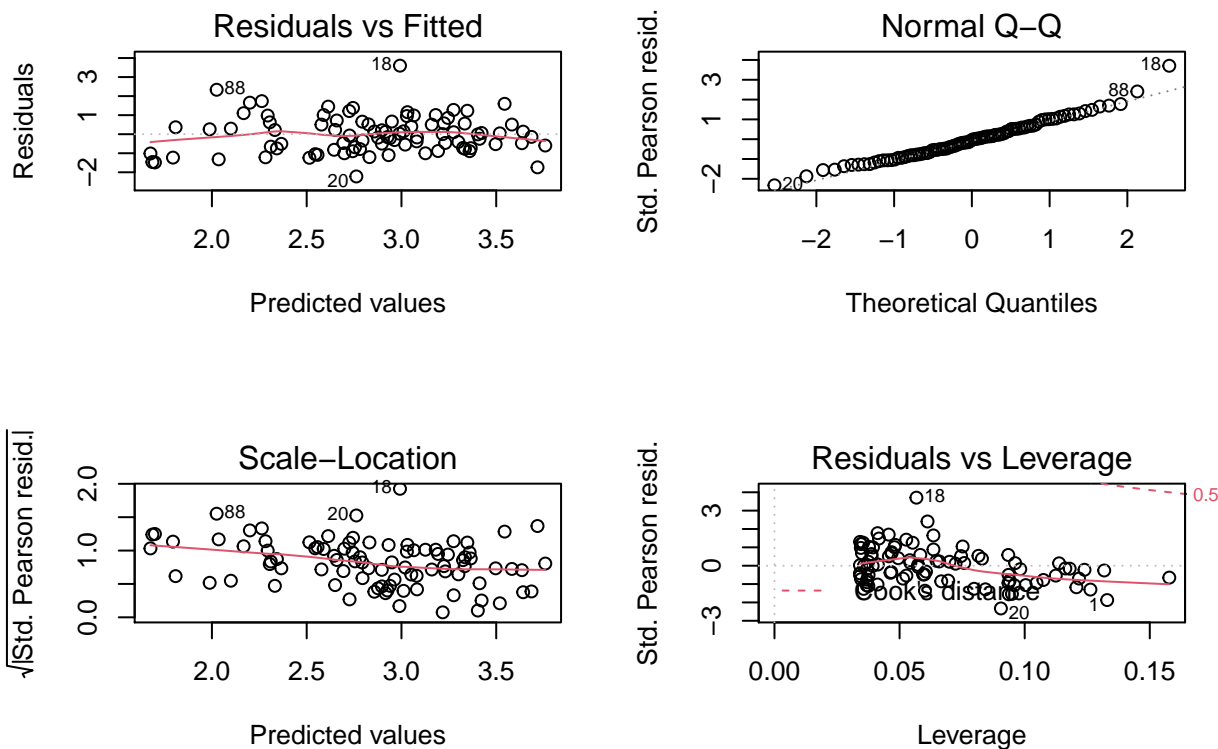 Residuals vs Fitted
Residuals
3
1
−2
18
88
20
2.0 2.5 3.0 3.5
Predicted values
Normal Q−Q
Std. Pearson resid.
3
1
−2
18
88
20
−2 −1 0 1 2
Theoretical Quantiles
Scale−Location
√|Std. Pearson resid.|
2.0
1.0
0.0
18
88
20
2.0 2.5 3.0 3.5
Predicted values
Residuals vs Leverage
Std. Pearson resid.
3
0
−3
0.5
18
Cook's distance
20
1
0.00 0.05 0.10 0.15
Leverage